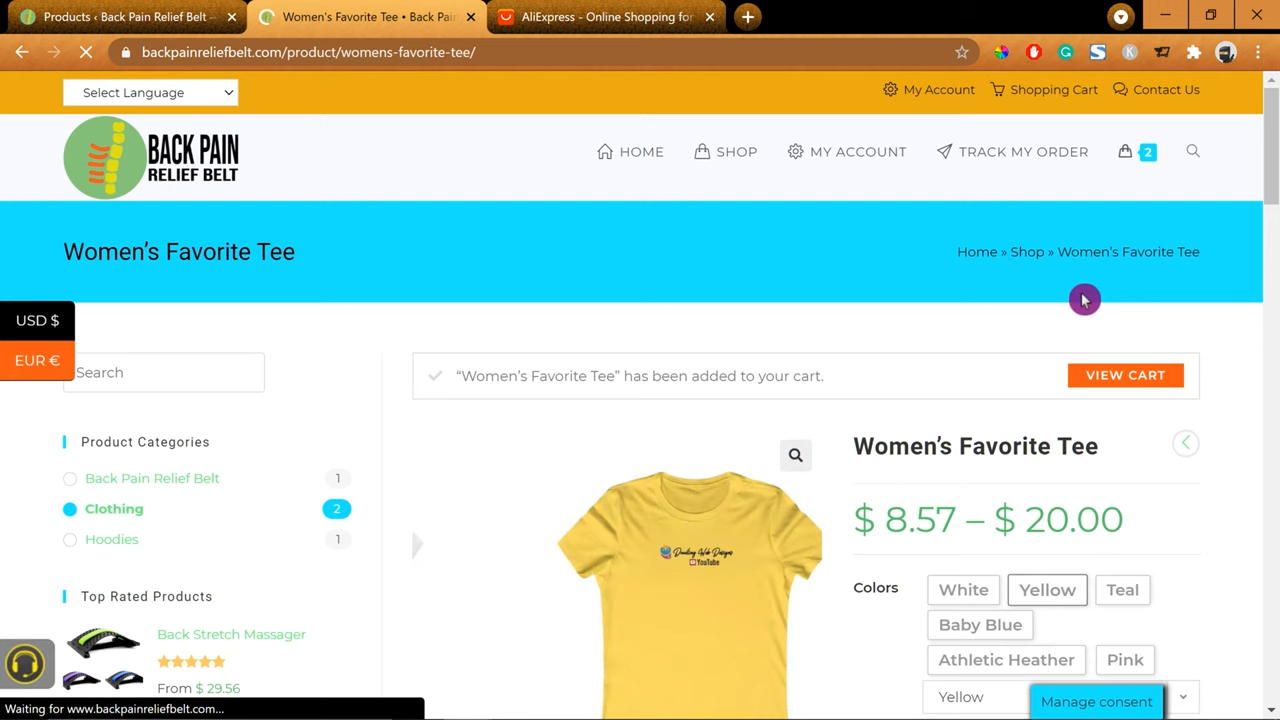 Products ‹ Back Pain Relief Belt –
Women's Favorite Tee • Back Pain
AliExpress - Online Shopping for
backpainreliefbelt.com/product/womens-favorite-tee/
Select Language
My Account
Shopping Cart
Contact Us
BACK PAIN
RELIEF BELT
HOME
SHOP
MY ACCOUNT
TRACK MY ORDER
2
Women's Favorite Tee
Home » Shop » Women's Favorite Tee
USD $
EUR €
Search
“Women's Favorite Tee” has been added to your cart.
VIEW CART
Product Categories
Back Pain Relief Belt 1
Clothing 2
Hoodies 1
Top Rated Products
Back Stretch Massager
From $ 29.56
Women's Favorite Tee
$ 8.57 – $ 20.00
Colors
White
Yellow
Teal
Baby Blue
Athletic Heather
Pink
Yellow
Manage consent
YouTube
Waiting for www.backpainreliefbelt.com...